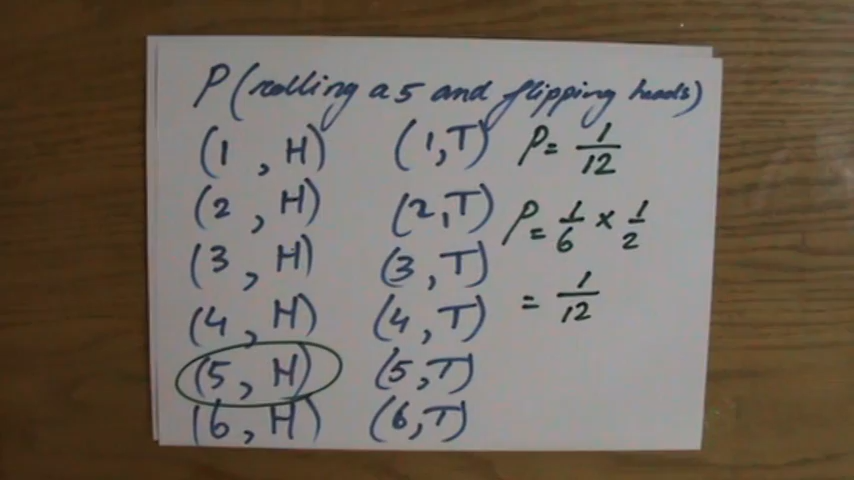 P(rolling a 5 and flipping heads)
(1, H) (1,T) P= 1/12
(2, H) (2,T) P= 1/6 × 1/2
(3, H) (3,T)
= 1/12
(4, H) (4,T)
(5, H) (5,T)
(6, H) (6,T)